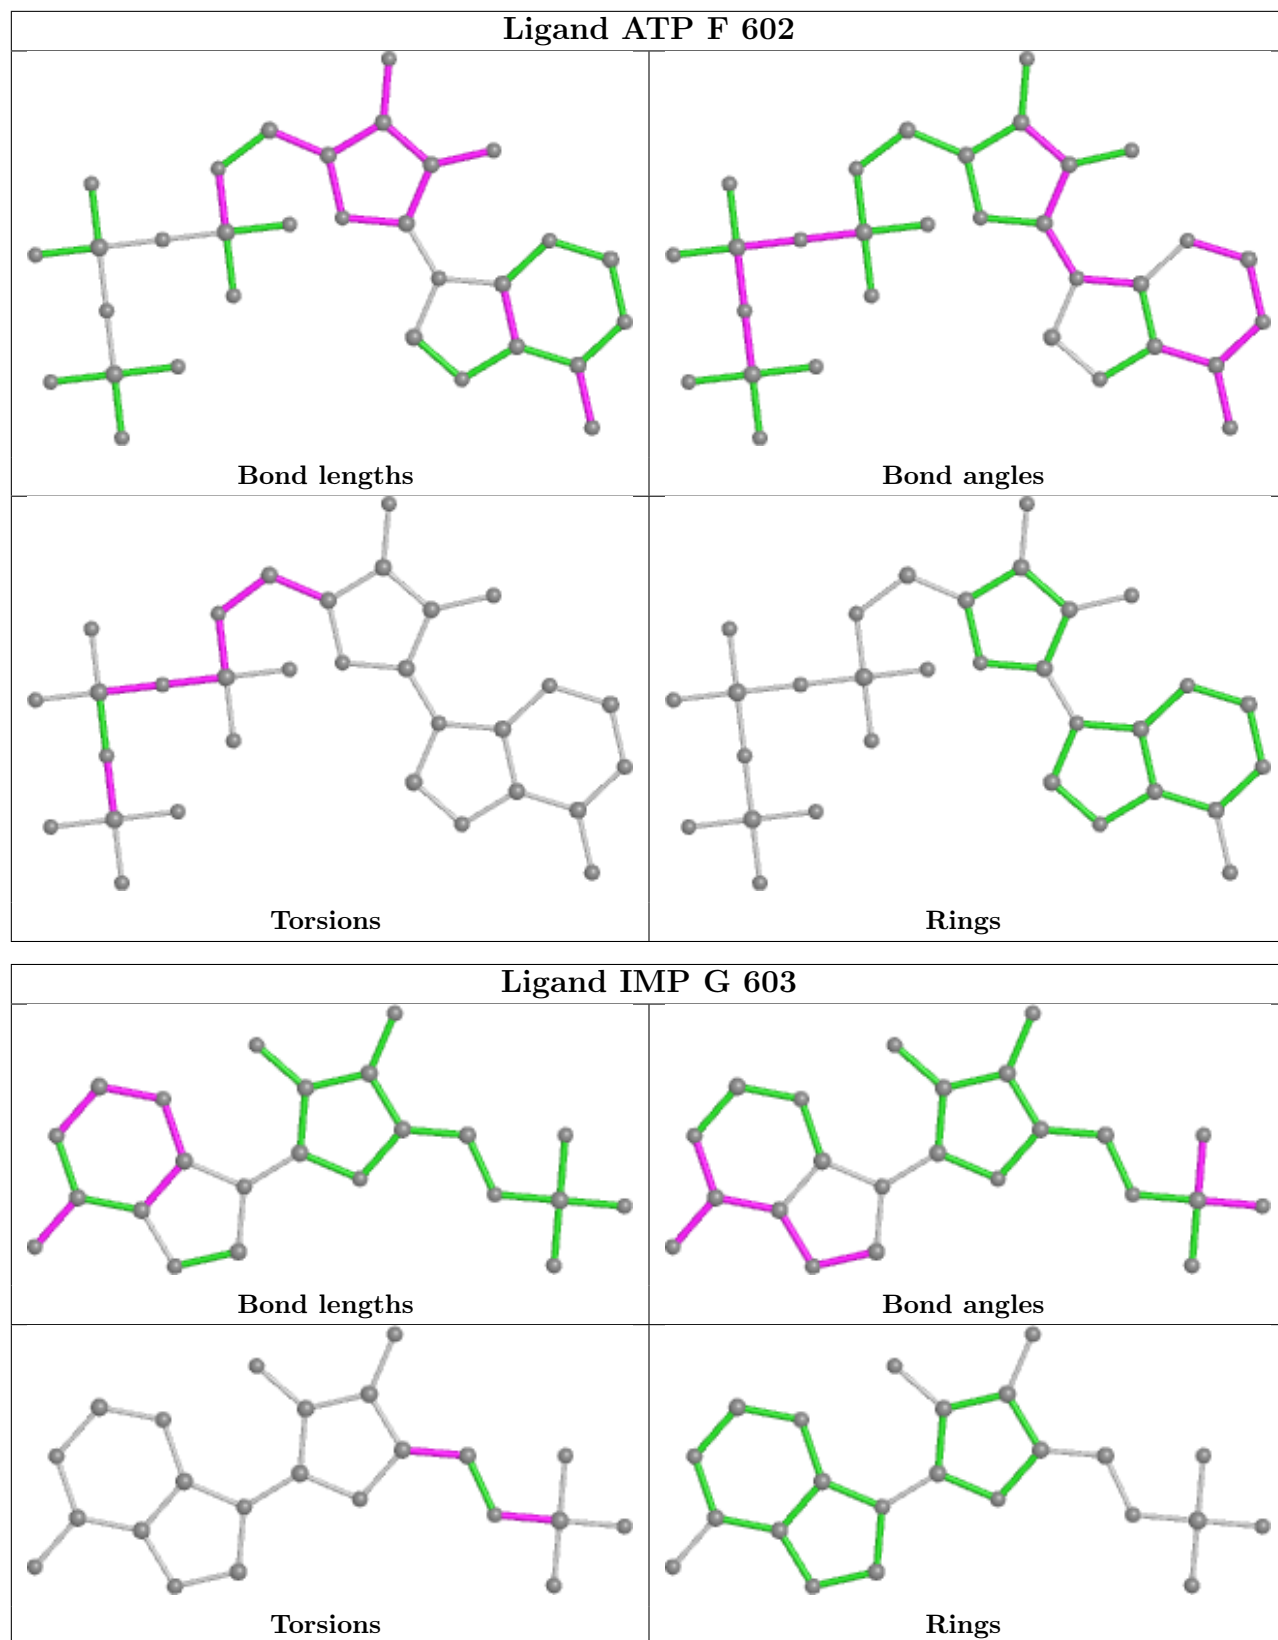 Ligand ATP F 602
Bond lengths
Bond angles
Torsions
Rings
Ligand IMP G 603
Bond lengths
Bond angles
Torsions
Rings